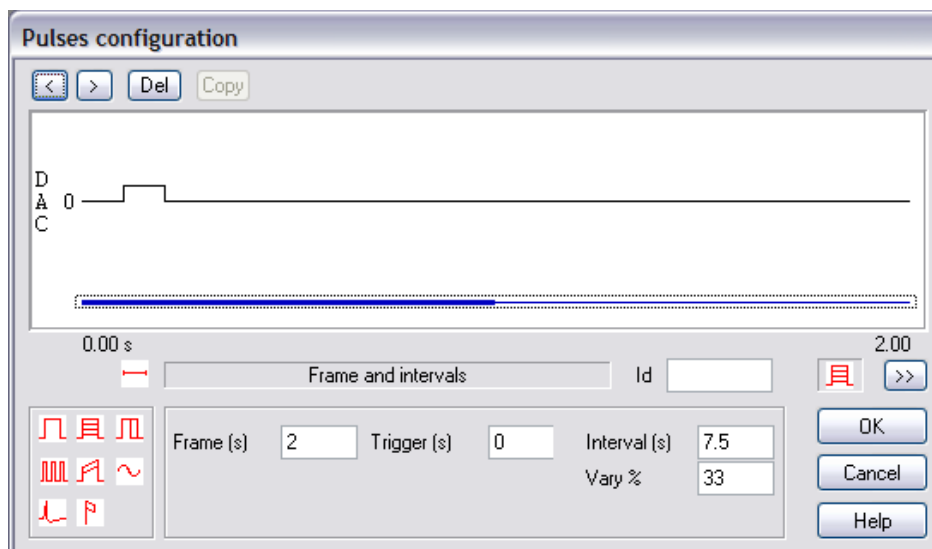 Pulses configuration
< > Del Copy
D
A 0
C
0.00 s 2.00
Frame and intervals Id >>
Frame (s) 2 Trigger (s) 0 Interval (s) 7.5 OK
Vary % 33 Cancel
Help